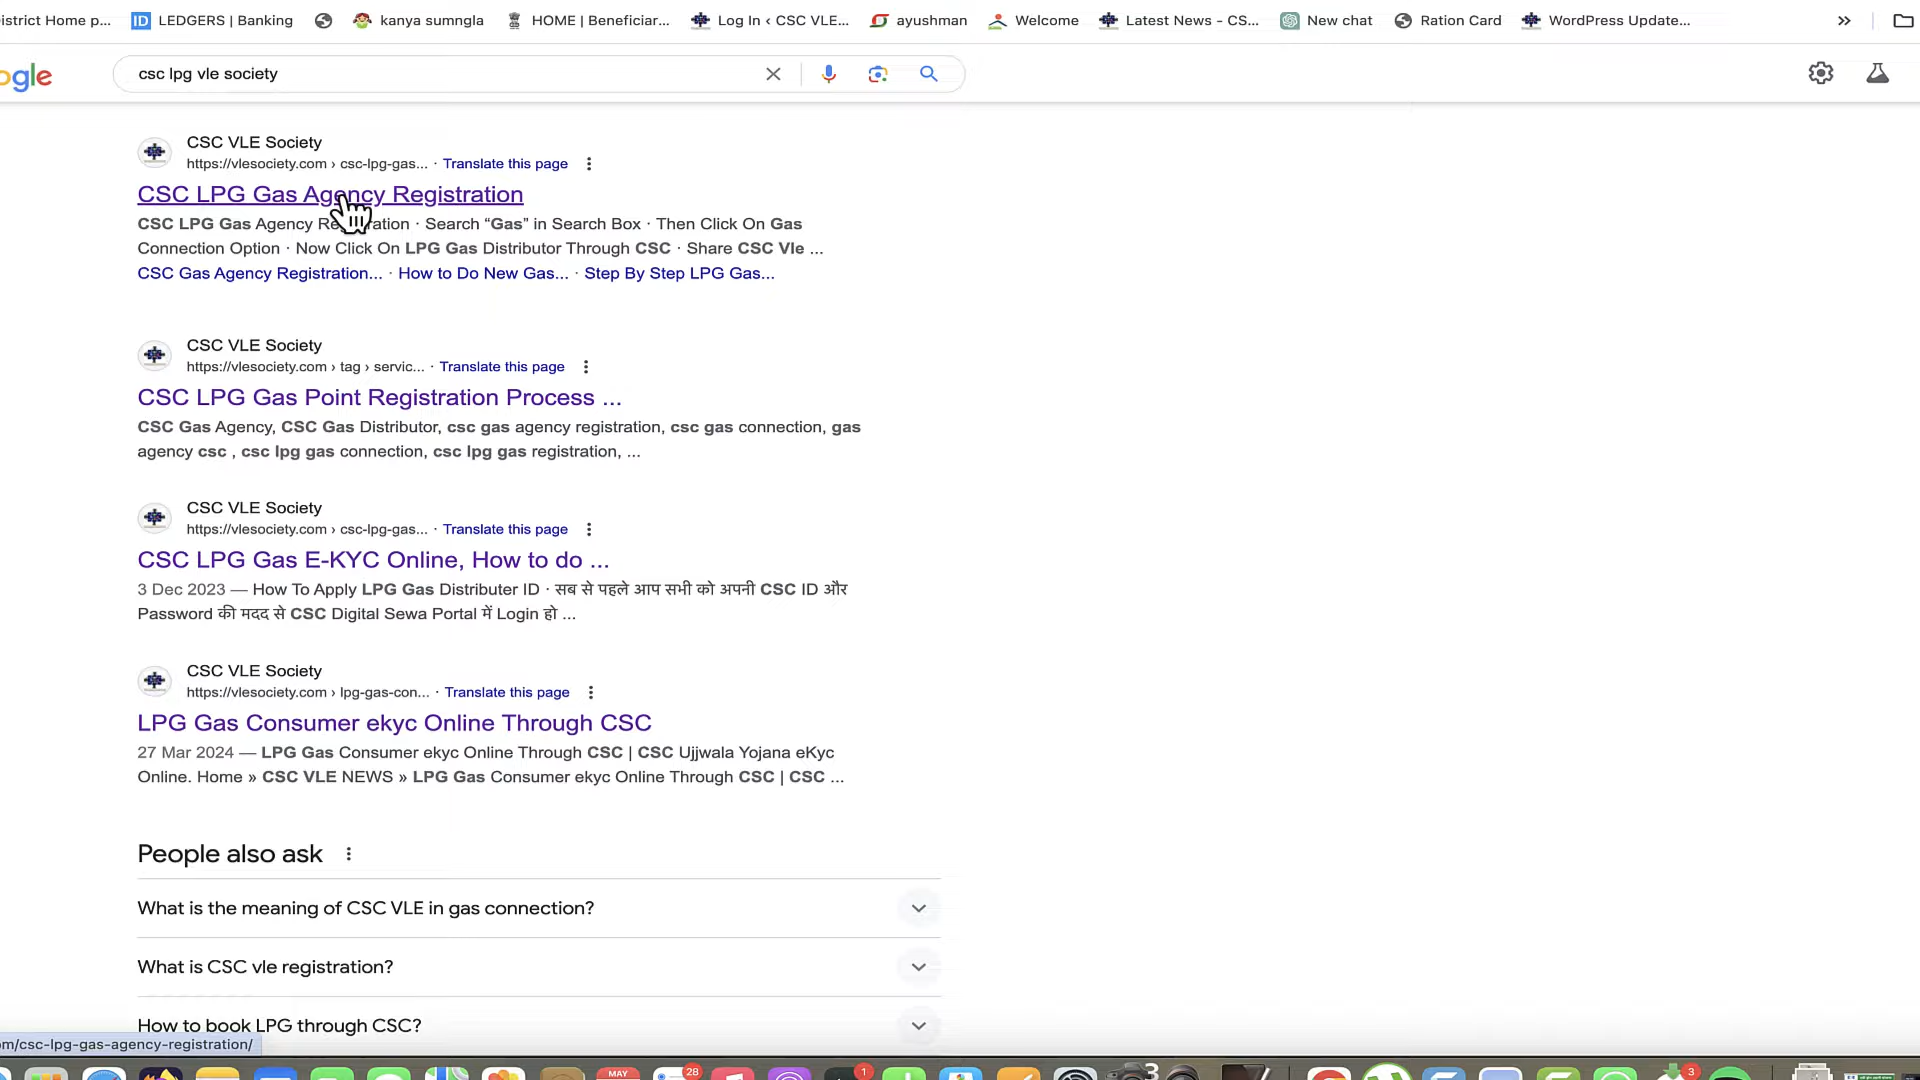 istrict Home p...
LEDGERS | Banking
kanya sumngla
HOME | Beneficiar...
Log In ‹ CSC VLE...
ayushman
Welcome
Latest News - CS...
New chat
Ration Card
WordPress Update...
ogle
csc lpg vle society
CSC VLE Society
https://vlesociety.com › csc-lpg-gas... · Translate this page
CSC LPG Gas Agency Registration
CSC LPG Gas Agency Registration · Search “Gas” in Search Box · Then Click On Gas
Connection Option · Now Click On LPG Gas Distributor Through CSC · Share CSC Vle ...
CSC Gas Agency Registration... · How to Do New Gas... · Step By Step LPG Gas...
CSC VLE Society
https://vlesociety.com › tag › servic... · Translate this page
CSC LPG Gas Point Registration Process ...
CSC Gas Agency, CSC Gas Distributor, csc gas agency registration, csc gas connection, gas
agency csc , csc lpg gas connection, csc lpg gas registration, ...
CSC VLE Society
https://vlesociety.com › csc-lpg-gas... · Translate this page
CSC LPG Gas E-KYC Online, How to do ...
3 Dec 2023 — How To Apply LPG Gas Distributer ID · सब से पहले आप सभी को अपनी CSC ID और
Password की मदद से CSC Digital Sewa Portal में Login हो ...
CSC VLE Society
https://vlesociety.com › lpg-gas-con... · Translate this page
LPG Gas Consumer ekyc Online Through CSC
27 Mar 2024 — LPG Gas Consumer ekyc Online Through CSC | CSC Ujjwala Yojana eKyc
Online. Home » CSC VLE NEWS » LPG Gas Consumer ekyc Online Through CSC | CSC ...
People also ask
What is the meaning of CSC VLE in gas connection?
What is CSC vle registration?
How to book LPG through CSC?
om/csc-lpg-gas-agency-registration/
MAY
28
1
3
3